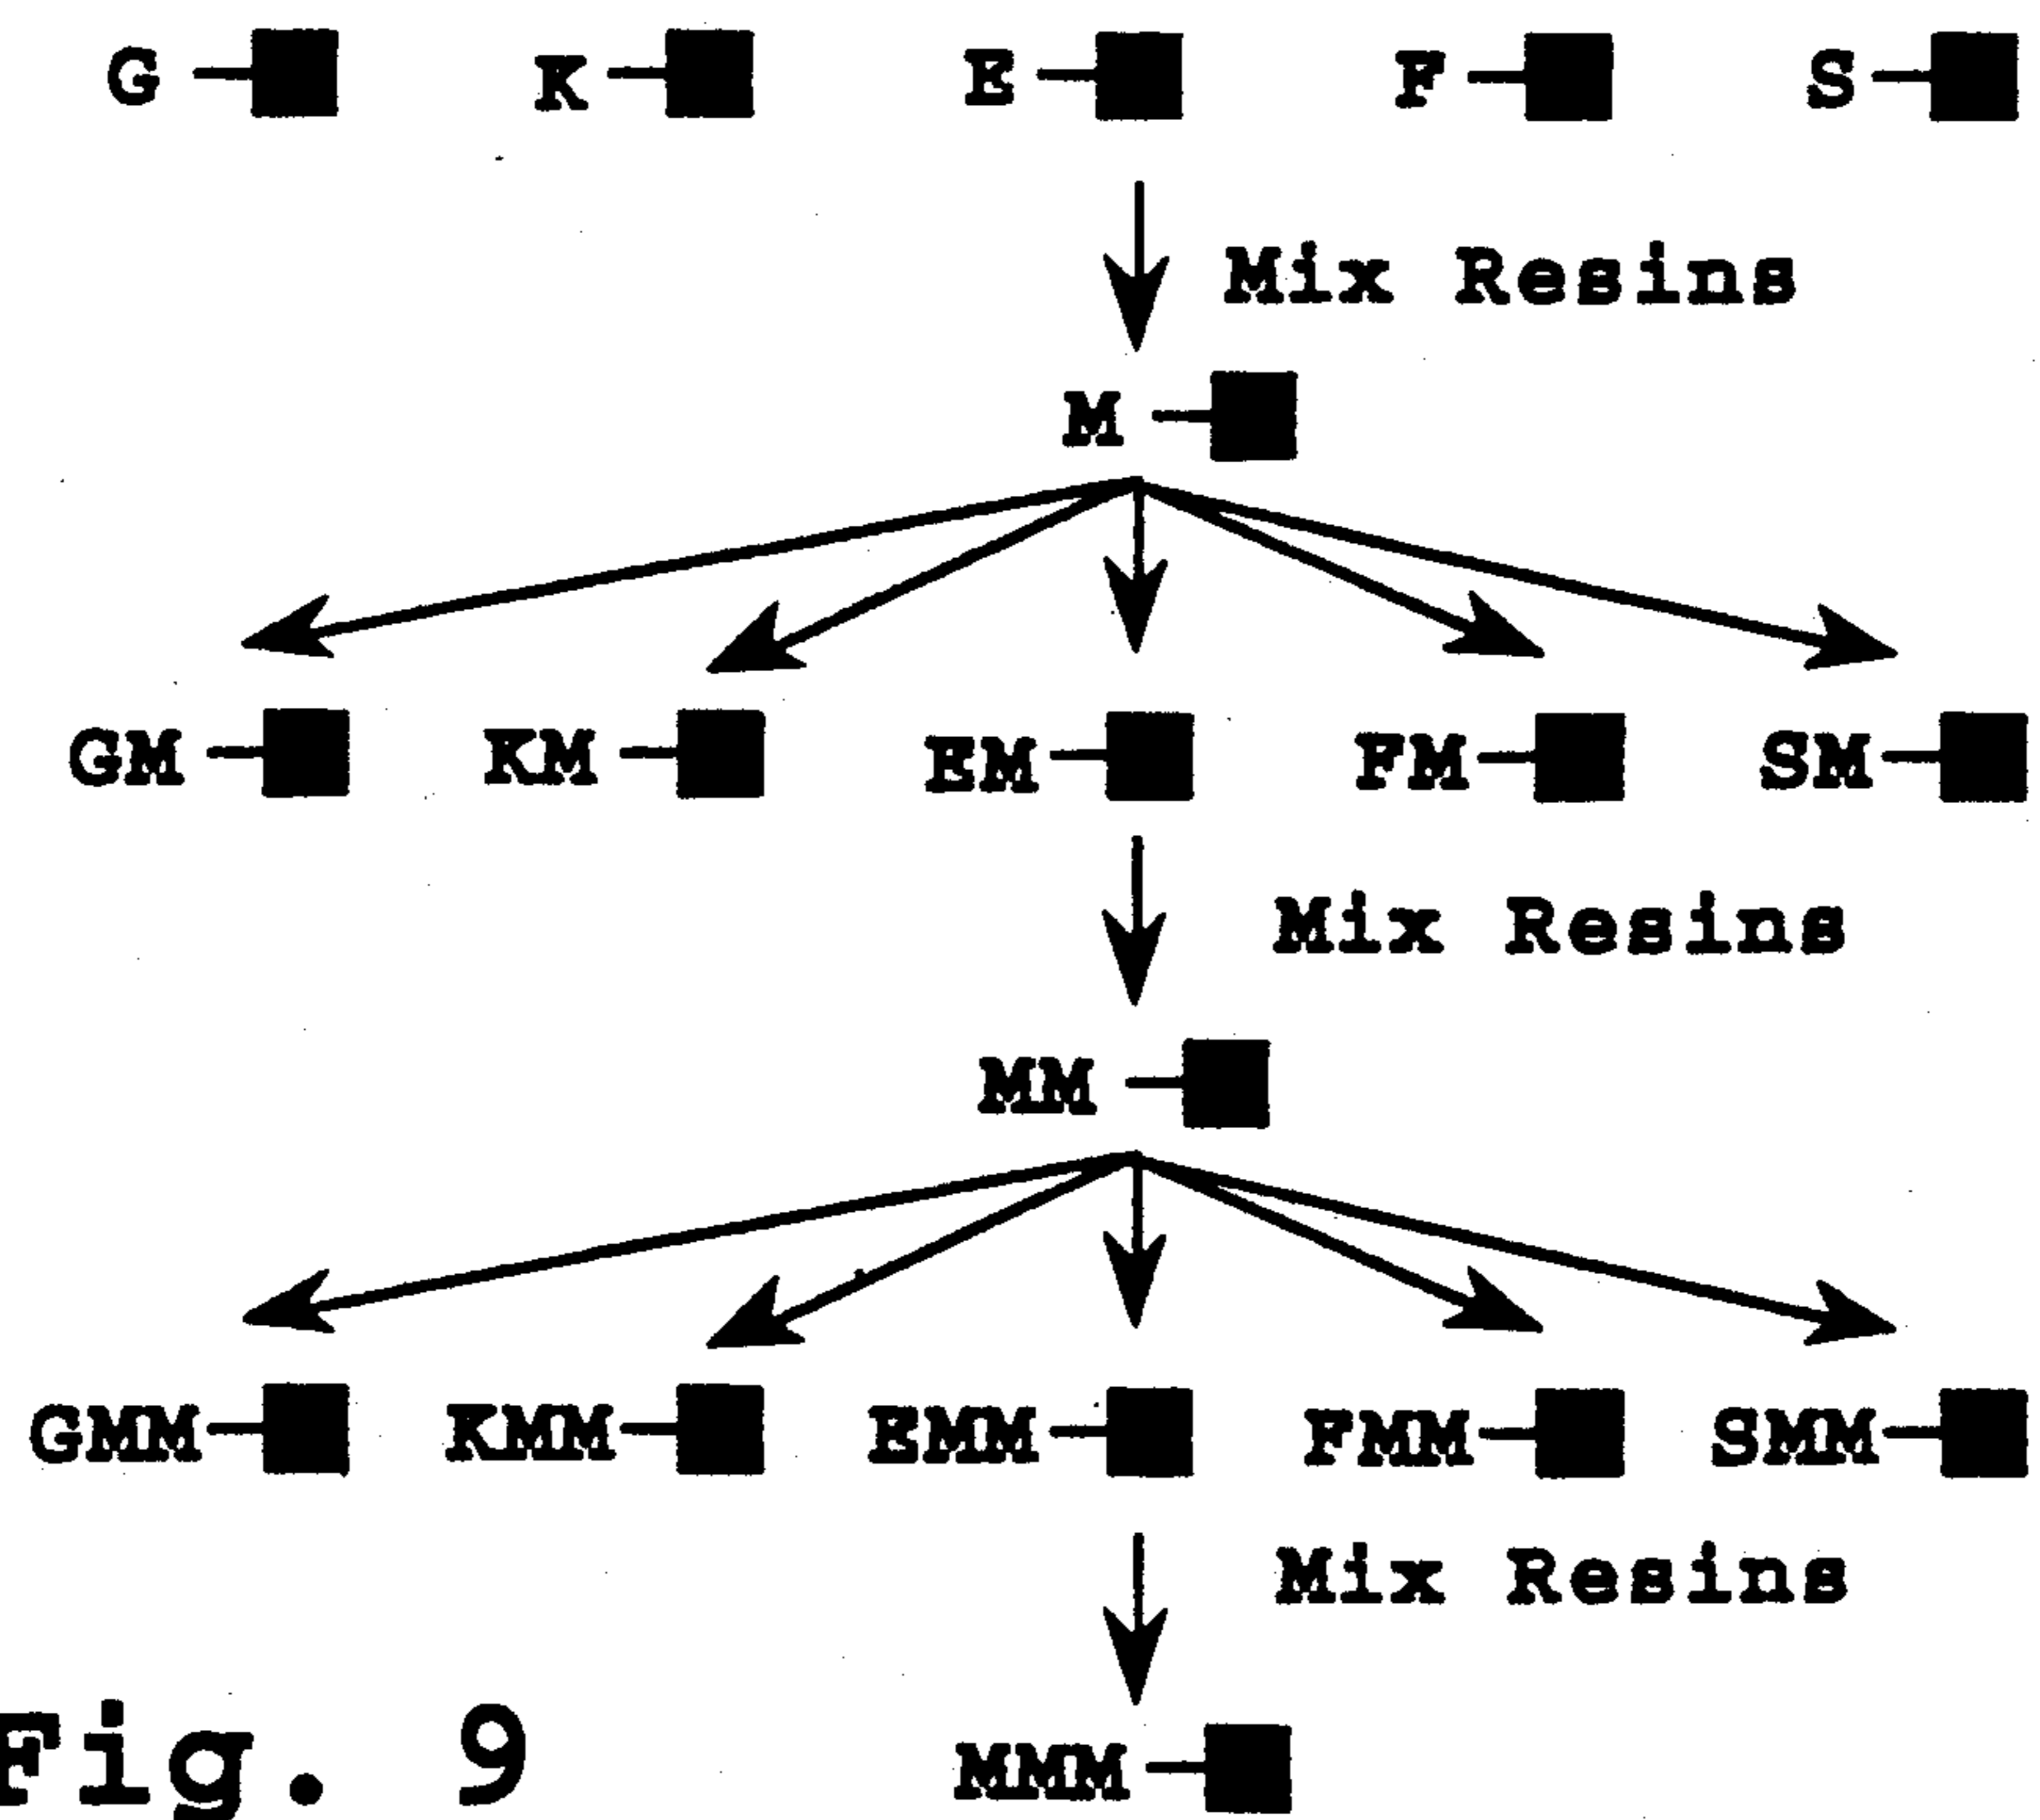 G K E F S
Mix Resins
M
GM KM EM FM SM
Mix Resins
MM
GMM KMM EMM FMM SMM
Mix Resins
MMM
Fig. 9